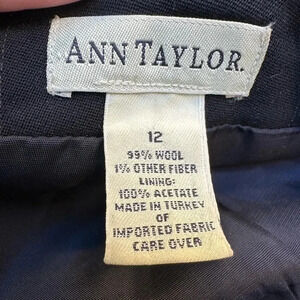 ANN TAYLOR.
12
99% WOOL
1% OTHER FIBER
LINING:
100% ACETATE
MADE IN TURKEY
OF
IMPORTED FABRIC
CARE OVER